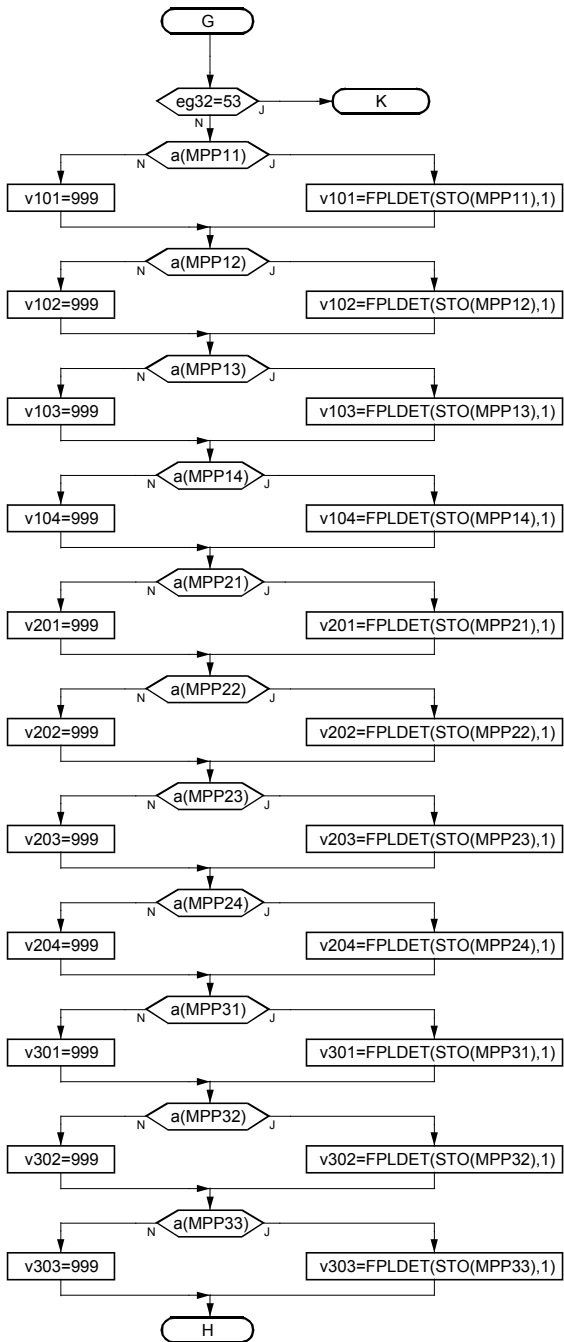 G
eg32=53
J
K
N
a(MPP11)
N
J
v101=999
v101=FPLDET(STO(MPP11),1)
a(MPP12)
N
J
v102=999
v102=FPLDET(STO(MPP12),1)
a(MPP13)
N
J
v103=999
v103=FPLDET(STO(MPP13),1)
a(MPP14)
N
J
v104=999
v104=FPLDET(STO(MPP14),1)
a(MPP21)
N
J
v201=999
v201=FPLDET(STO(MPP21),1)
a(MPP22)
N
J
v202=999
v202=FPLDET(STO(MPP22),1)
a(MPP23)
N
J
v203=999
v203=FPLDET(STO(MPP23),1)
a(MPP24)
N
J
v204=999
v204=FPLDET(STO(MPP24),1)
a(MPP31)
N
J
v301=999
v301=FPLDET(STO(MPP31),1)
a(MPP32)
N
J
v302=999
v302=FPLDET(STO(MPP32),1)
a(MPP33)
N
J
v303=999
v303=FPLDET(STO(MPP33),1)
H